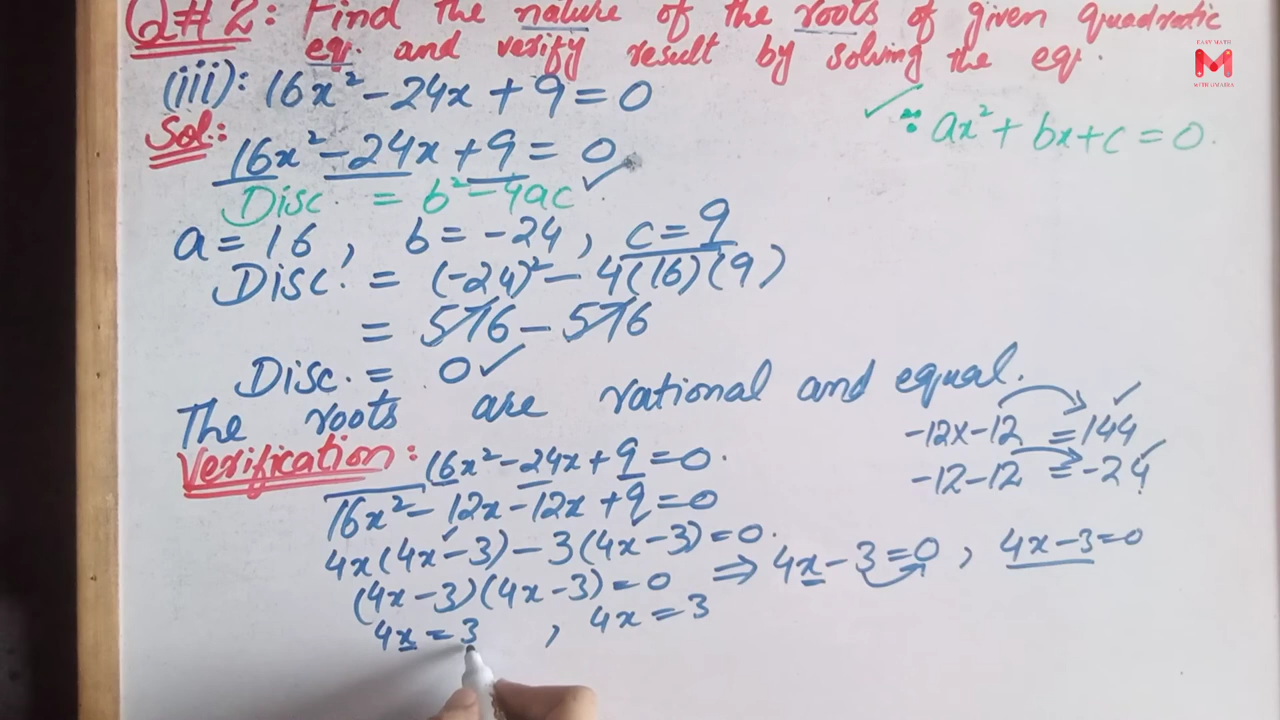 Q#2: Find the nature of the roots of given quadratic
eq. and verify result by solving the eq.
EASY MATH
M
(iii): 16x² - 24x + 9 = 0
∵ ax² + bx + c = 0.
Sol:
16x² - 24x + 9 = 0
Disc. = b² - 4ac ✓
a = 16, b = -24, c = 9
Disc. = (-24)² - 4(16)(9)
= 576 - 576
Disc. = 0 ✓
The roots are rational and equal.
-12x-12 = 144 ✓
-12-12 = -24 ✓
Verification: 16x² - 24x + 9 = 0.
16x² - 12x - 12x + 9 = 0
4x(4x - 3) - 3(4x - 3) = 0.
(4x - 3)(4x - 3) = 0 ⇒ 4x - 3 = 0, 4x - 3 = 0
4x = 3, 4x = 3